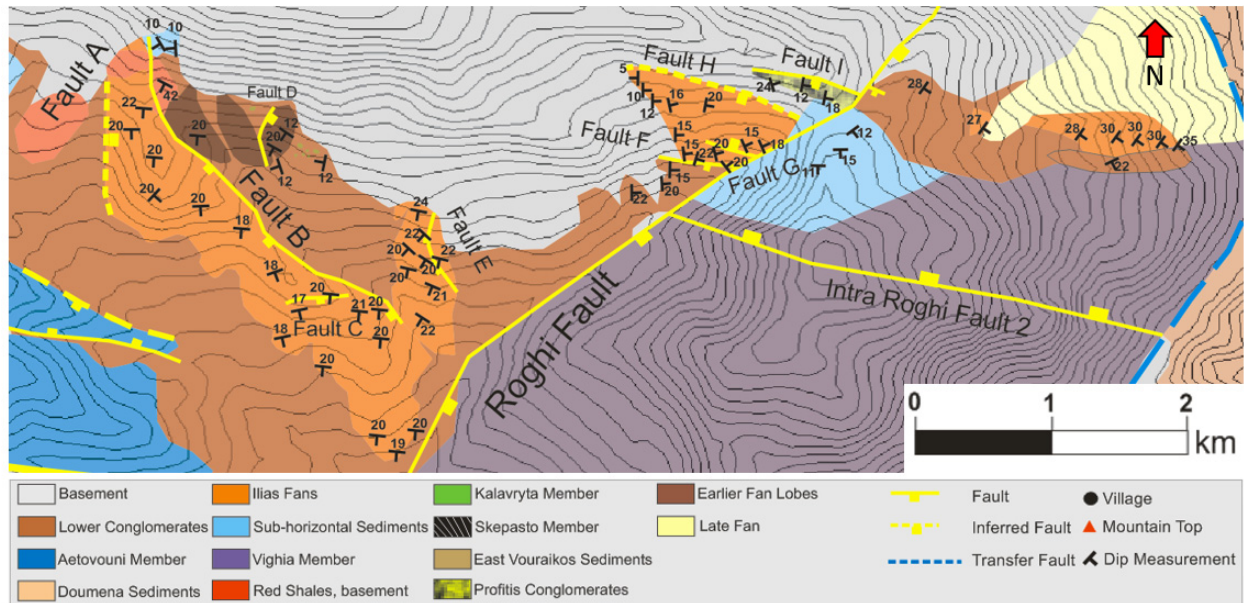 10 10
Fault A
42
22
20
20
20
20
20
18
Fault B
18
20
17
21
20
Fault C
18
20
20
20
19
20
Fault D
12
20
12
12
24
22
22
20
20
20
Fault E
21
22
Roghi Fault
Fault H
5
10
12
16
20
Fault F
15
15
22
20
15
18
15
20
22
Fault I
24
12
18
Fault G
11
15
12
28
27
28
30
30
30
35
22
N
Intra Roghi Fault 2
0 1 2
km
Basement
Lower Conglomerates
Aetovouni Member
Doumena Sediments
Ilias Fans
Sub-horizontal Sediments
Vighia Member
Red Shales, basement
Kalavryta Member
Skepasto Member
East Vouraikos Sediments
Profitis Conglomerates
Earlier Fan Lobes
Late Fan
Fault
Inferred Fault
Transfer Fault
Village
Mountain Top
Dip Measurement